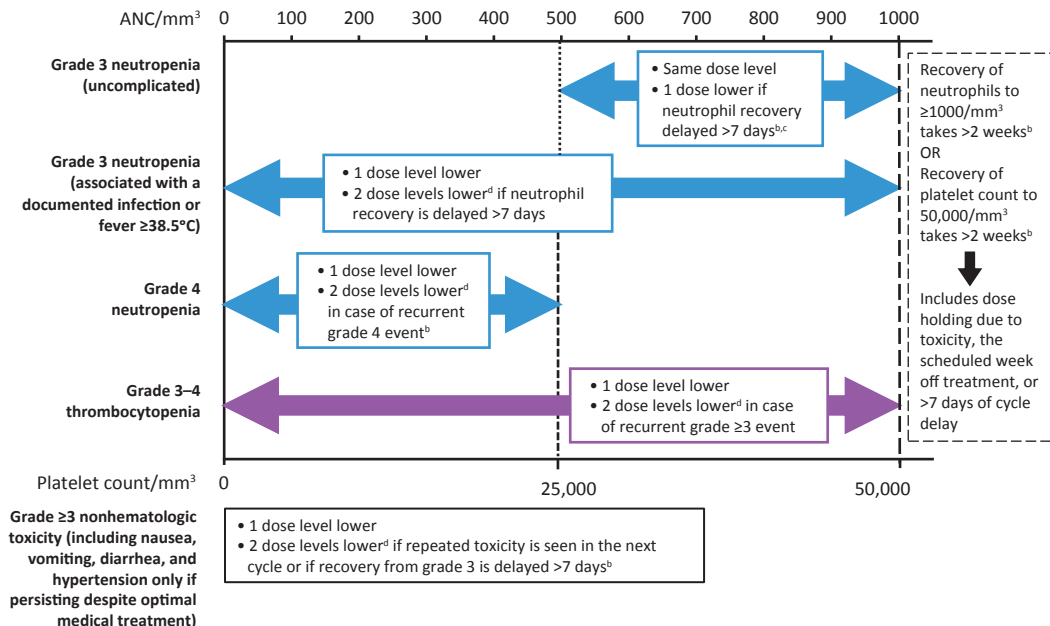 ANC/mm³
0 100 200 300 400 500 600 700 800 900 1000
Grade 3 neutropenia
(uncomplicated)
• Same dose level
• 1 dose lower if
neutrophil recovery
delayed >7 daysᵇ,ᶜ
Grade 3 neutropenia
(associated with a
documented infection or
fever ≥38.5°C)
• 1 dose level lower
• 2 dose levels lowerᵈ if neutrophil
recovery is delayed >7 days
Grade 4
neutropenia
• 1 dose level lower
• 2 dose levels lowerᵈ
in case of recurrent
grade 4 eventᵇ
Grade 3–4
thrombocytopenia
• 1 dose level lower
• 2 dose levels lowerᵈ in case
of recurrent grade ≥3 event
Recovery of
neutrophils to
≥1000/mm³
takes >2 weeksᵇ
OR
Recovery of
platelet count to
50,000/mm³
takes >2 weeksᵇ
Includes dose
holding due to
toxicity, the
scheduled week
off treatment, or
>7 days of cycle
delay
Platelet count/mm³
0 25,000 50,000
Grade ≥3 nonhematologic
toxicity (including nausea,
vomiting, diarrhea, and
hypertension only if
persisting despite optimal
medical treatment)
• 1 dose level lower
• 2 dose levels lowerᵈ if repeated toxicity is seen in the next
cycle or if recovery from grade 3 is delayed >7 daysᵇ